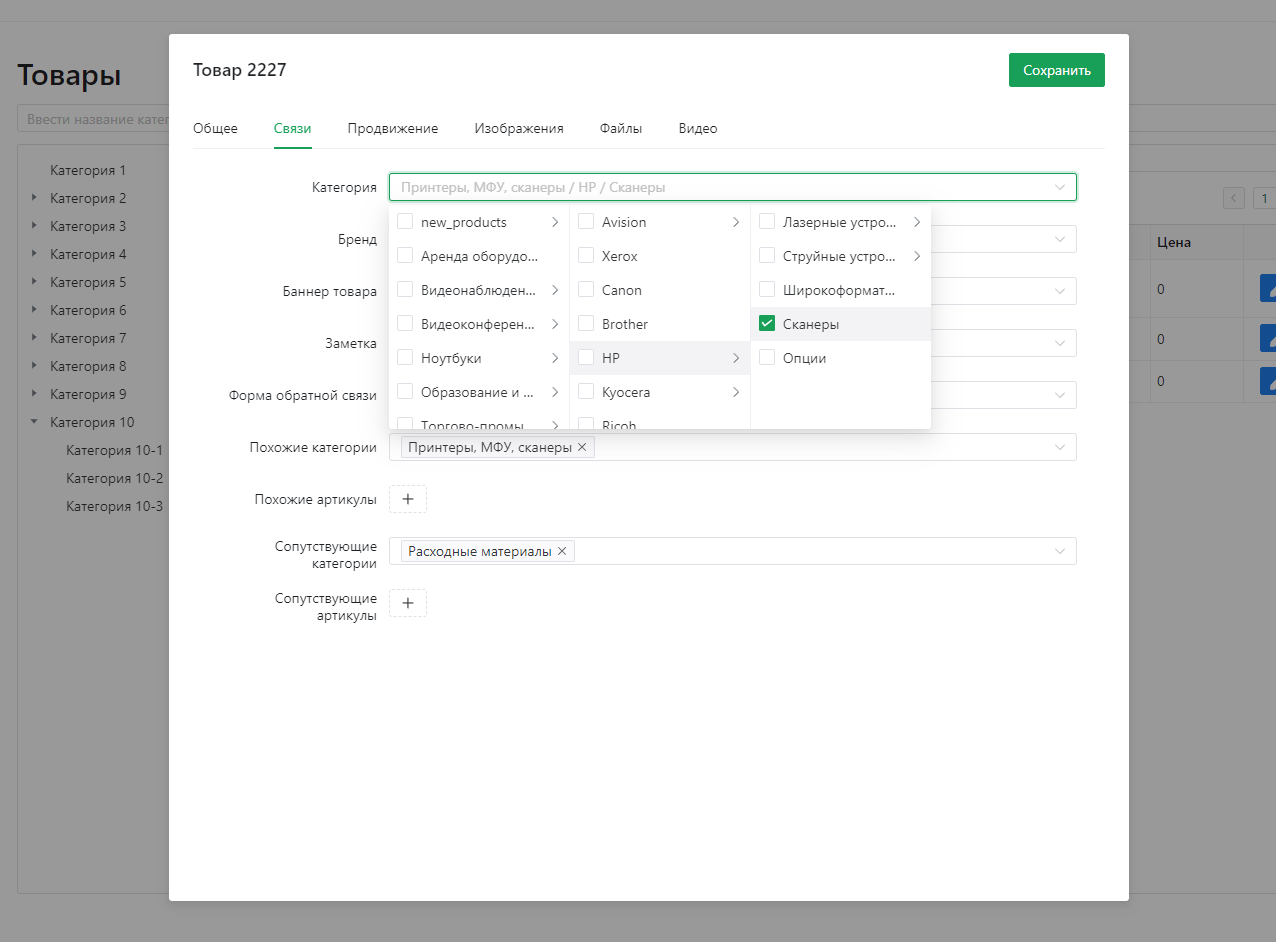 Товары
Ввести название катег
Категория 1
Категория 2
Категория 3
Категория 4
Категория 5
Категория 6
Категория 7
Категория 8
Категория 9
Категория 10
Категория 10-1
Категория 10-2
Категория 10-3
Товар 2227
Сохранить
Общее
Связи
Продвижение
Изображения
Файлы
Видео
Категория
Принтеры, МФУ, сканеры / HP / Сканеры
new_products
Аренда оборудо...
Видеонаблюден...
Видеоконферен...
Ноутбуки
Образование и ...
Торгово-промы
Avision
Xerox
Canon
Brother
HP
Kyocera
Ricoh
Лазерные устро...
Струйные устро...
Широкоформат...
Сканеры
Опции
Бренд
Баннер товара
Заметка
Форма обратной связи
Похожие категории
Принтеры, МФУ, сканеры
Похожие артикулы
Сопутствующие
категории
Расходные материалы
Сопутствующие
артикулы
1
Цена
0
0
0